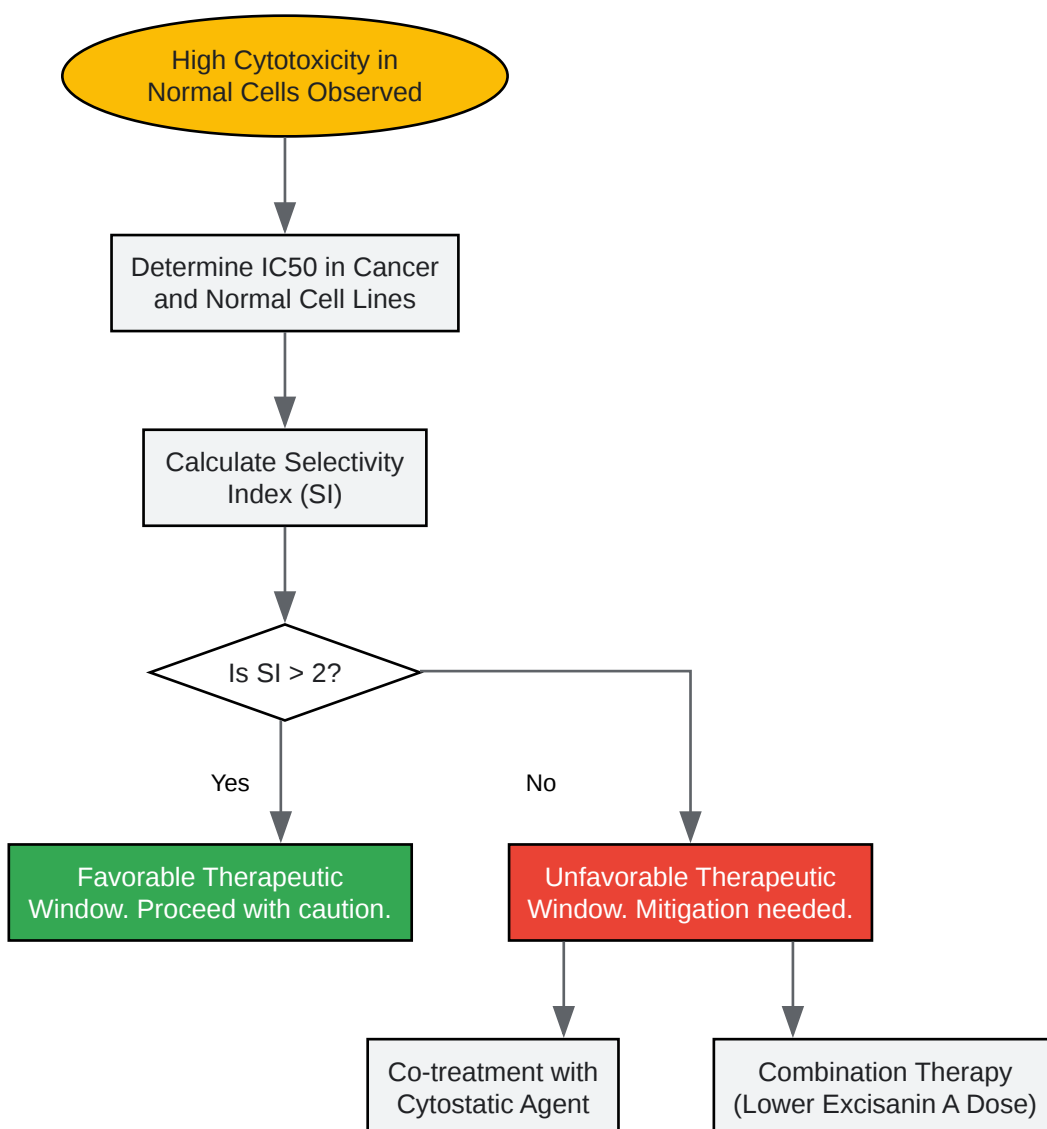 High Cytotoxicity in
Normal Cells Observed
Determine IC50 in Cancer
and Normal Cell Lines
Calculate Selectivity
Index (SI)
Is SI > 2?
Yes
No
Favorable Therapeutic
Window. Proceed with caution.
Unfavorable Therapeutic
Window. Mitigation needed.
Co-treatment with
Cytostatic Agent
Combination Therapy
(Lower Excisanin A Dose)